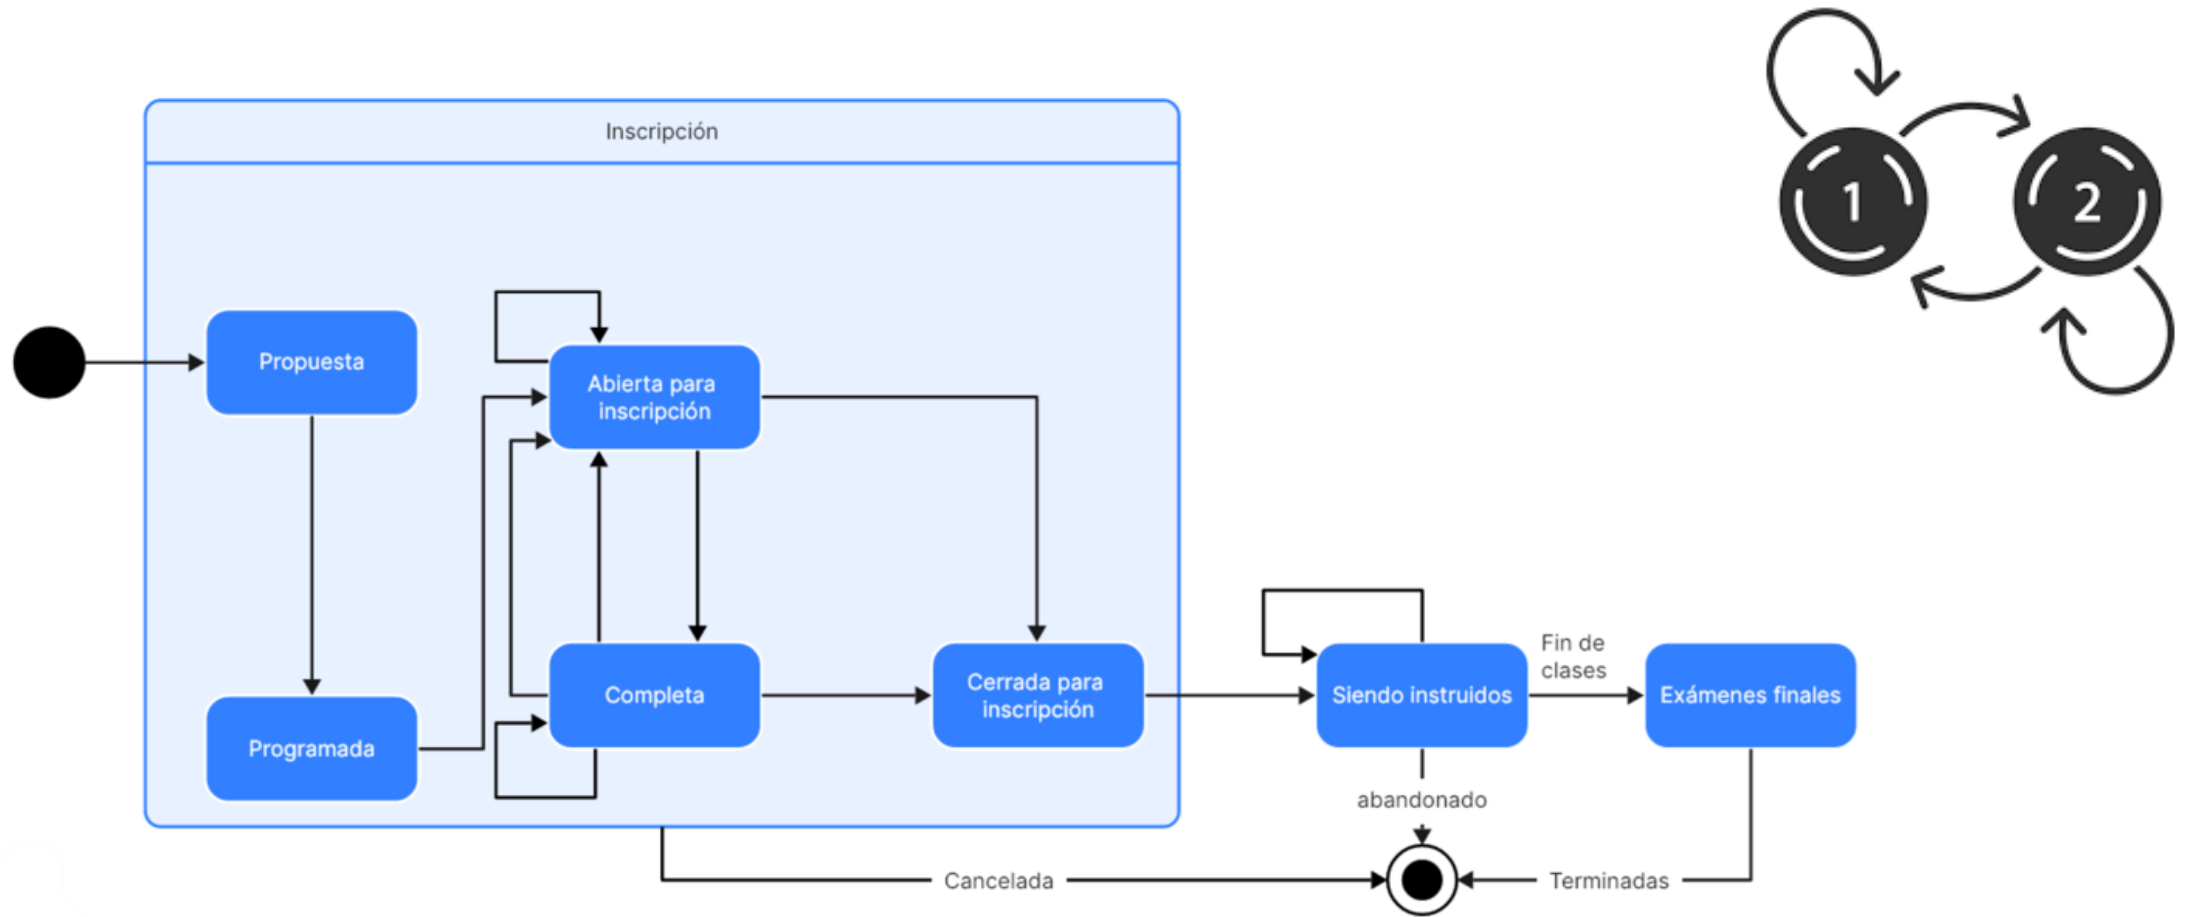 Inscripción
1
2
Propuesta
Abierta para
inscripción
Programada
Completa
Cerrada para
inscripción
Siendo instruidos
Fin de
clases
Exámenes finales
abandonado
Cancelada
Terminadas